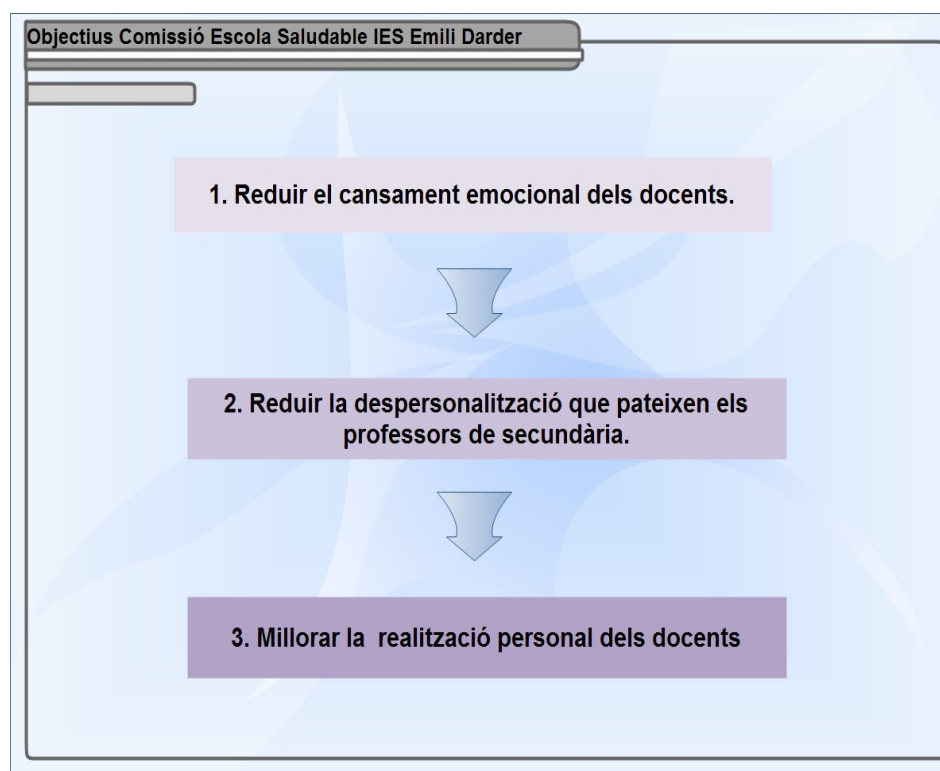 Objectius Comissió Escola Saludable IES Emili Darder
1. Reduir el cansament emocional dels docents.
2. Reduir la despersonalització que pateixen els
professors de secundària.
3. Millorar la  realització personal dels docents